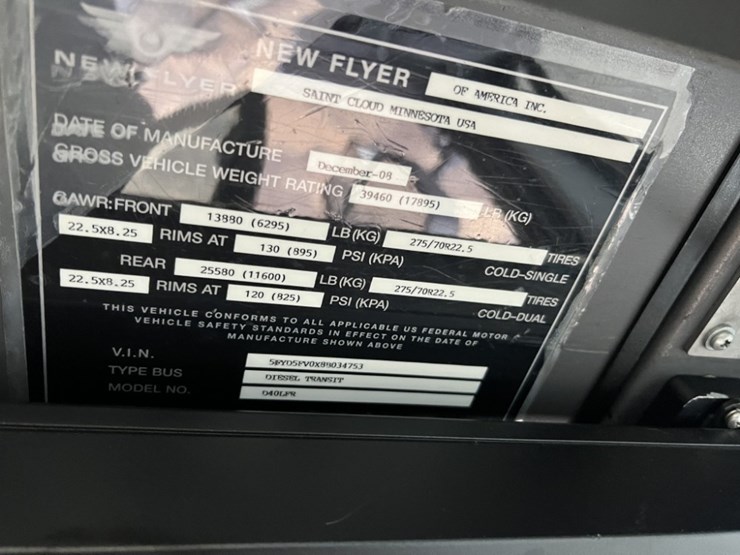 NEW FLYER
NEW FLYER OF AMERICA INC.
SAINT CLOUD MINNESOTA USA
DATE OF MANUFACTURE December-08
GROSS VEHICLE WEIGHT RATING 39460 (17895) LB (KG)
GAWR: FRONT 13880 (6295) LB (KG) 275/70R22.5 TIRES
22.5X8.25 RIMS AT 130 (895) PSI (KPA) COLD-SINGLE
REAR 25580 (11600) LB (KG) 275/70R22.5 TIRES
22.5X8.25 RIMS AT 120 (825) PSI (KPA) COLD-DUAL
THIS VEHICLE CONFORMS TO ALL APPLICABLE US FEDERAL MOTOR
VEHICLE SAFETY STANDARDS IN EFFECT ON THE DATE OF
MANUFACTURE SHOWN ABOVE
V.I.N.
TYPE BUS DIESEL TRANSIT
MODEL NO. D40LFR